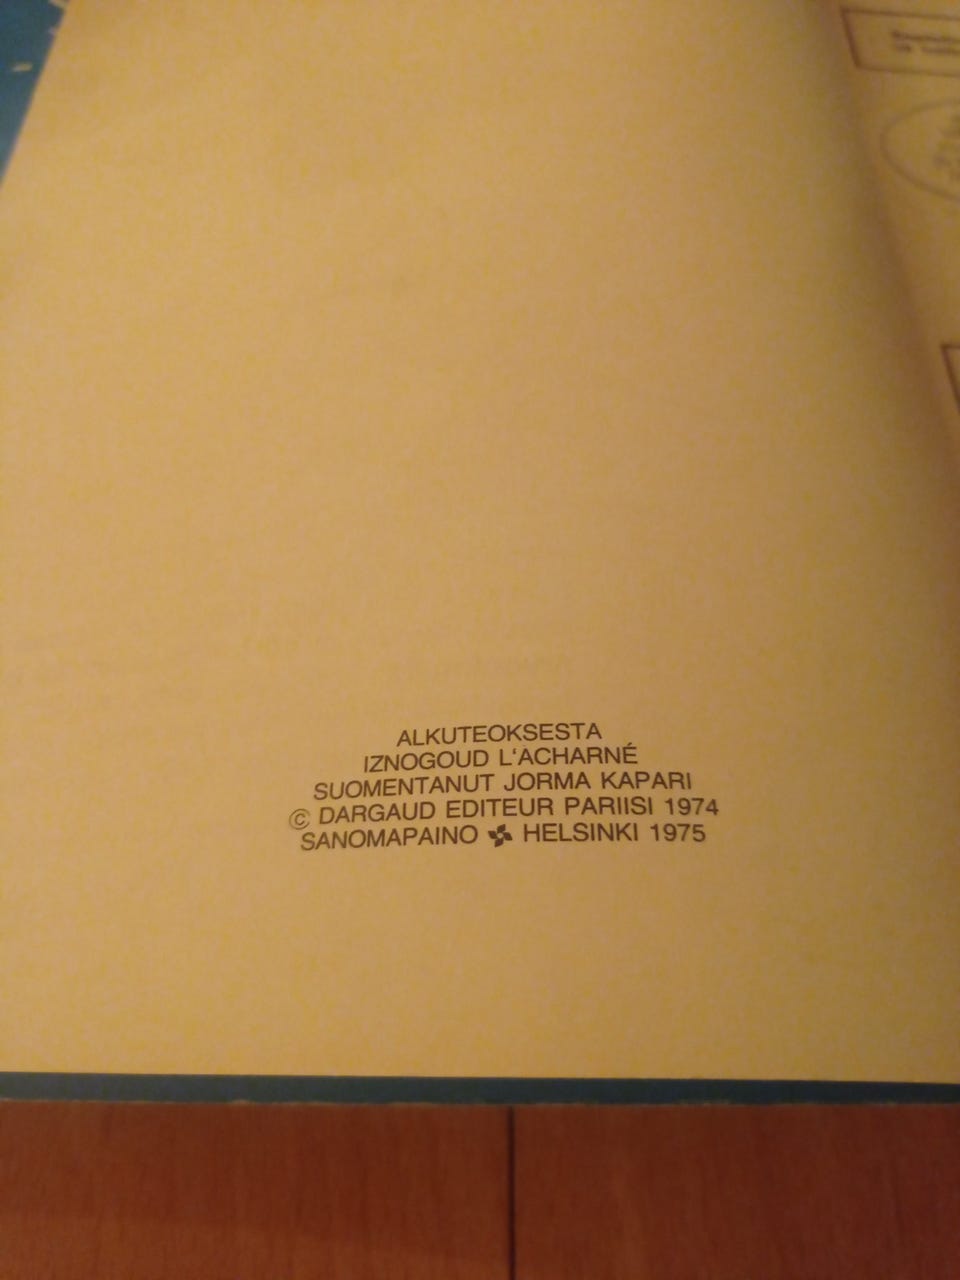 ALKUTEOKSESTA
IZNOGOUD L'ACHARNÉ
SUOMENTANUT JORMA KAPARI
© DARGAUD EDITEUR PARIISI 1974
SANOMAPAINO HELSINKI 1975